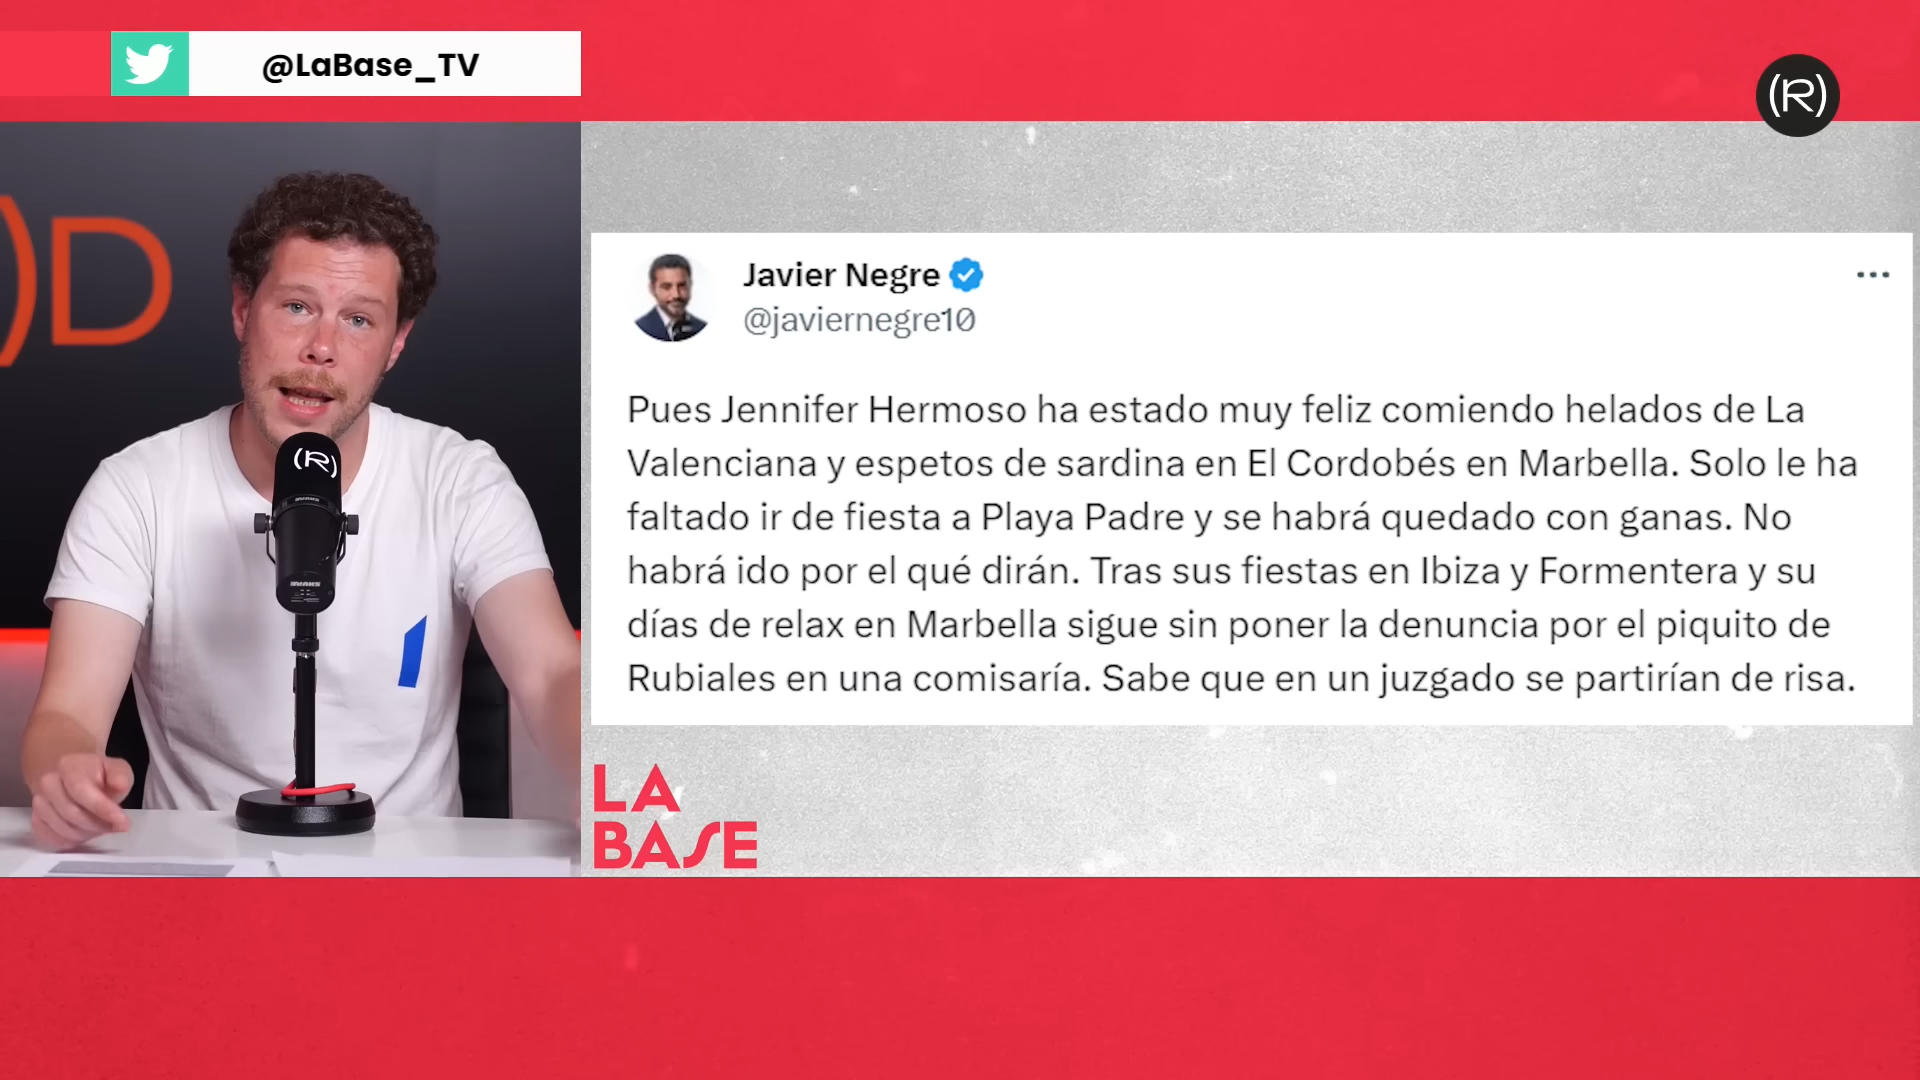 @LaBase_TV
(R)
)D
(R)
Javier Negre
@javiernegre10
Pues Jennifer Hermoso ha estado muy feliz comiendo helados de La
Valenciana y espetos de sardina en El Cordobés en Marbella. Solo le ha
faltado ir de fiesta a Playa Padre y se habrá quedado con ganas. No
habrá ido por el qué dirán. Tras sus fiestas en Ibiza y Formentera y su
días de relax en Marbella sigue sin poner la denuncia por el piquito de
Rubiales en una comisaría. Sabe que en un juzgado se partirían de risa.
LA
BASE